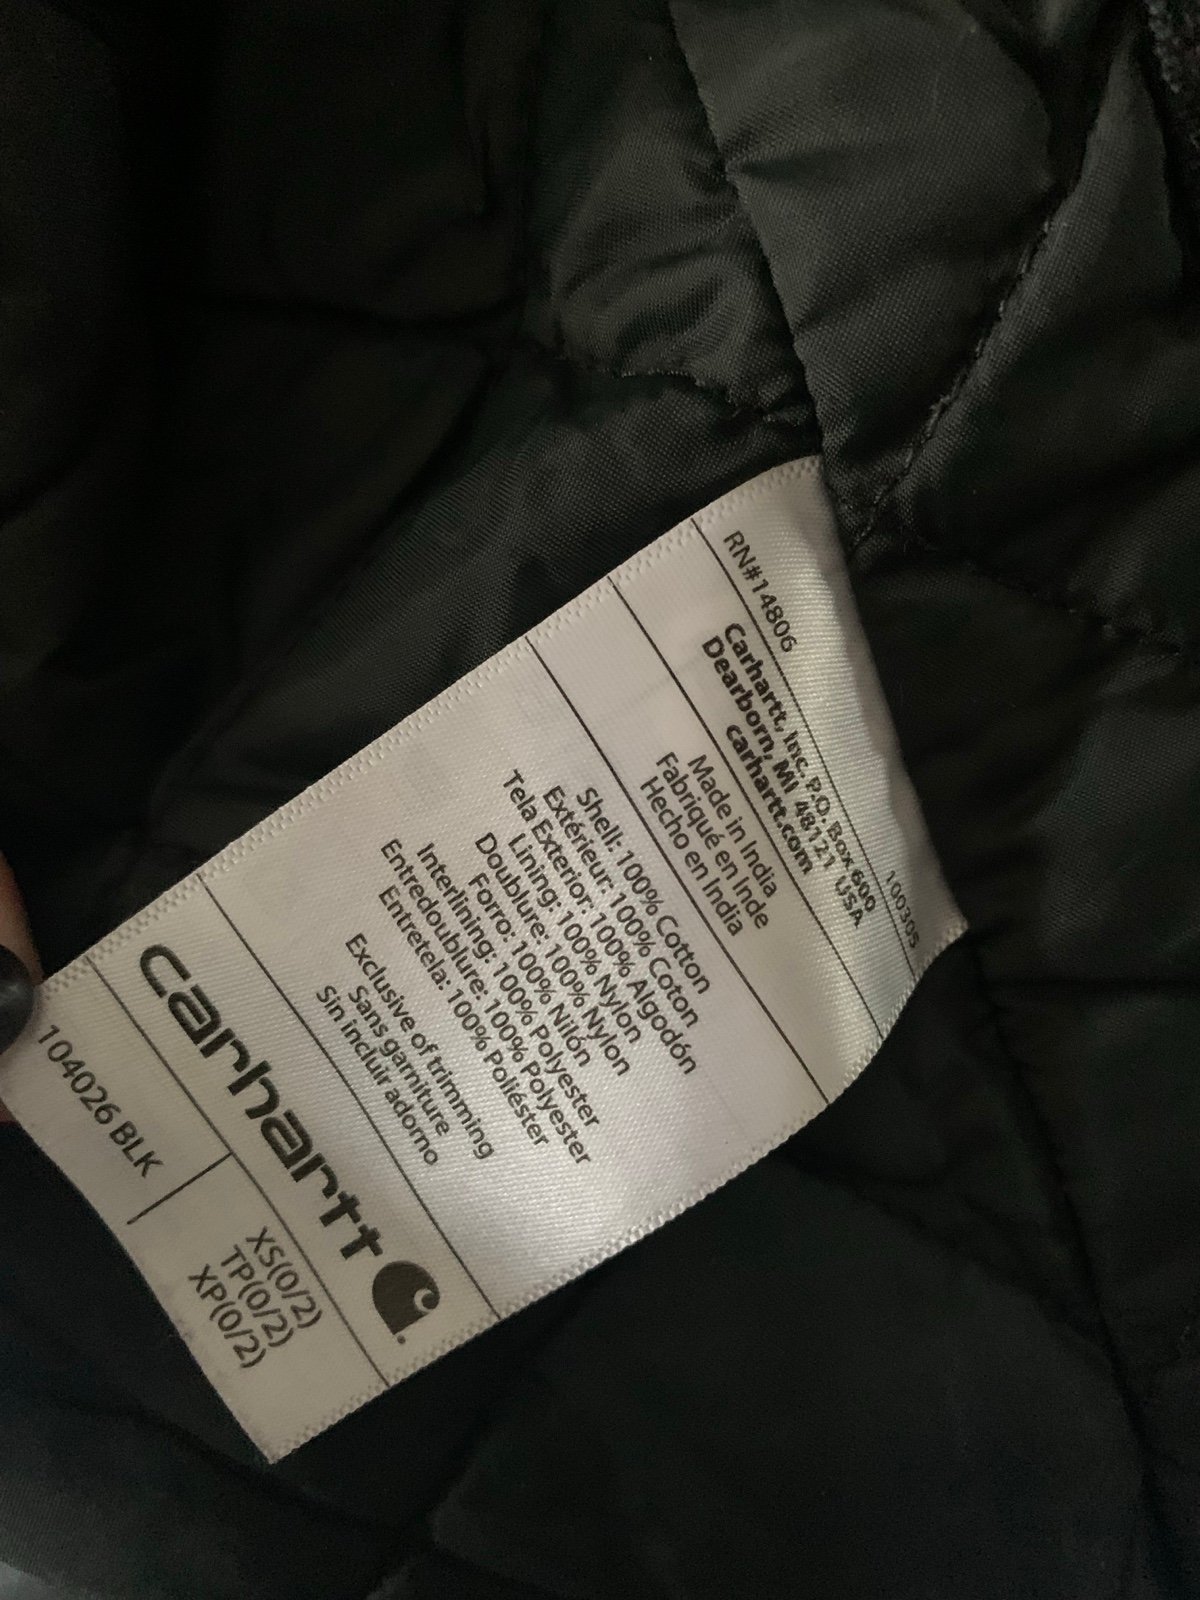 RN#14806 100305
Carhartt, Inc. P.O. Box 600
Dearborn, MI 48121 USA
carhartt.com
Made in India
Fabriqué en Inde
Hecho en India
Shell: 100% Cotton
Extérieur: 100% Coton
Tela Exterior: 100% Algodón
Lining: 100% Nylon
Doublure: 100% Nylon
Forro: 100% Nilón
Interlining: 100% Polyester
Entredoublure: 100% Polyester
Entretela: 100% Poliéster
Exclusive of trimming
Sans garniture
Sin incluir adorno
carhartt
104026 BLK
XS(0/2)
TP(0/2)
XP(0/2)